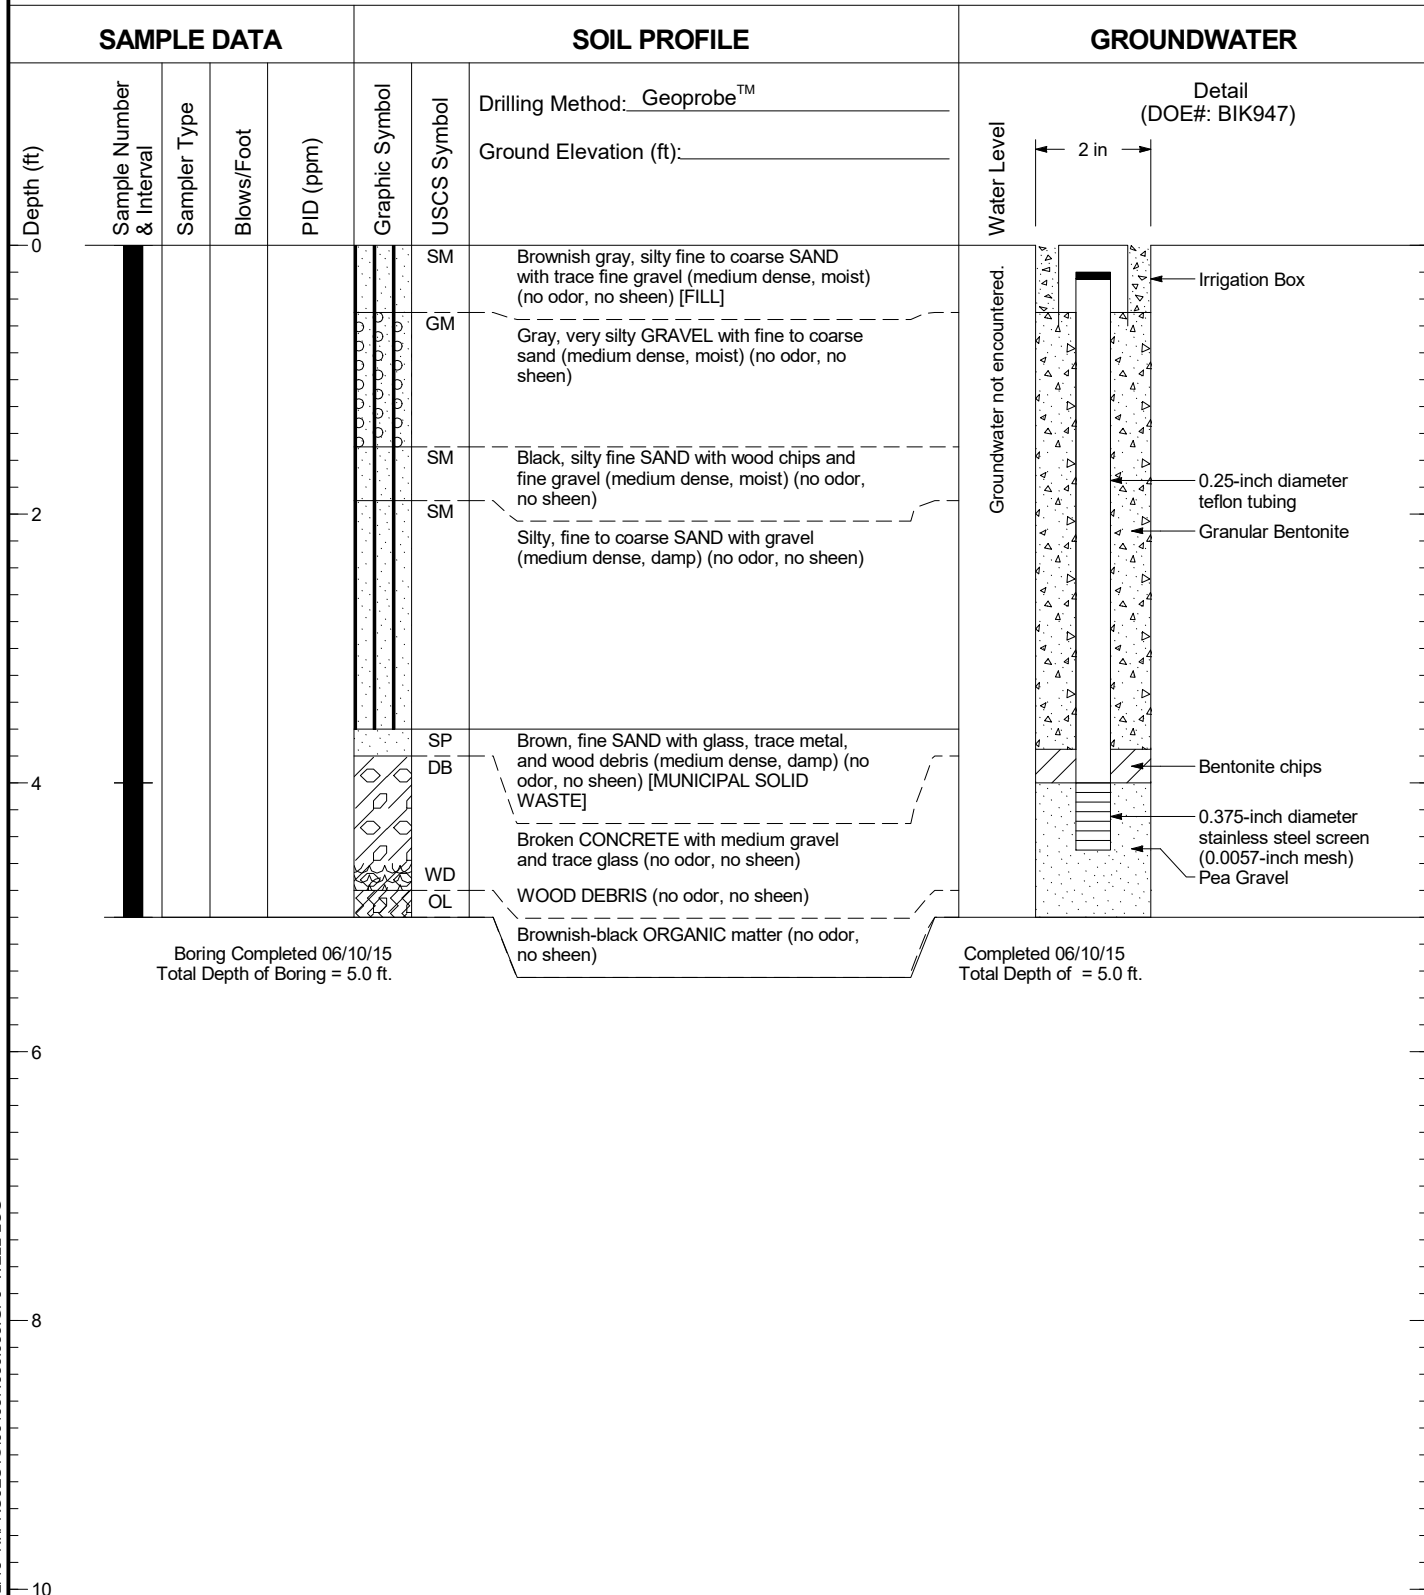 SAMPLE DATA
SOIL PROFILE
GROUNDWATER
Depth (ft)
Sample Number
& Interval
Sampler Type
Blows/Foot
PID (ppm)
Graphic Symbol
USCS Symbol
Drilling Method: Geoprobe™
Ground Elevation (ft):
Water Level
Detail
(DOE#: BIK947)
2 in
0
2
4
6
8
10
SM
Brownish gray, silty fine to coarse SAND
with trace fine gravel (medium dense, moist)
(no odor, no sheen) [FILL]
GM
Gray, very silty GRAVEL with fine to coarse
sand (medium dense, moist) (no odor, no
sheen)
SM
Black, silty fine SAND with wood chips and
fine gravel (medium dense, moist) (no odor,
no sheen)
SM
Silty, fine to coarse SAND with gravel
(medium dense, damp) (no odor, no sheen)
SP
Brown, fine SAND with glass, trace metal,
and wood debris (medium dense, damp) (no
odor, no sheen) [MUNICIPAL SOLID
WASTE]
DB
Broken CONCRETE with medium gravel
and trace glass (no odor, no sheen)
WD
WOOD DEBRIS (no odor, no sheen)
OL
Brownish-black ORGANIC matter (no odor,
no sheen)
Groundwater not encountered.
Irrigation Box
0.25-inch diameter
teflon tubing
Granular Bentonite
Bentonite chips
0.375-inch diameter
stainless steel screen
(0.0057-inch mesh)
Pea Gravel
Boring Completed 06/10/15
Total Depth of Boring = 5.0 ft.
Completed 06/10/15
Total Depth of = 5.0 ft.